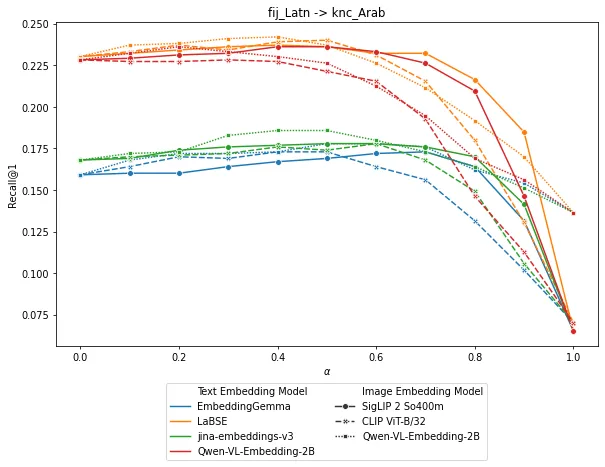 fij_Latn -> knc_Arab
0.250
0.225
0.200
0.175
0.150
0.125
0.100
0.075
Recall@1
0.0 0.2 0.4 0.6 0.8 1.0
α
Text Embedding Model
EmbeddingGemma
LaBSE
jina-embeddings-v3
Qwen-VL-Embedding-2B
Image Embedding Model
SigLIP 2 So400m
CLIP ViT-B/32
Qwen-VL-Embedding-2B